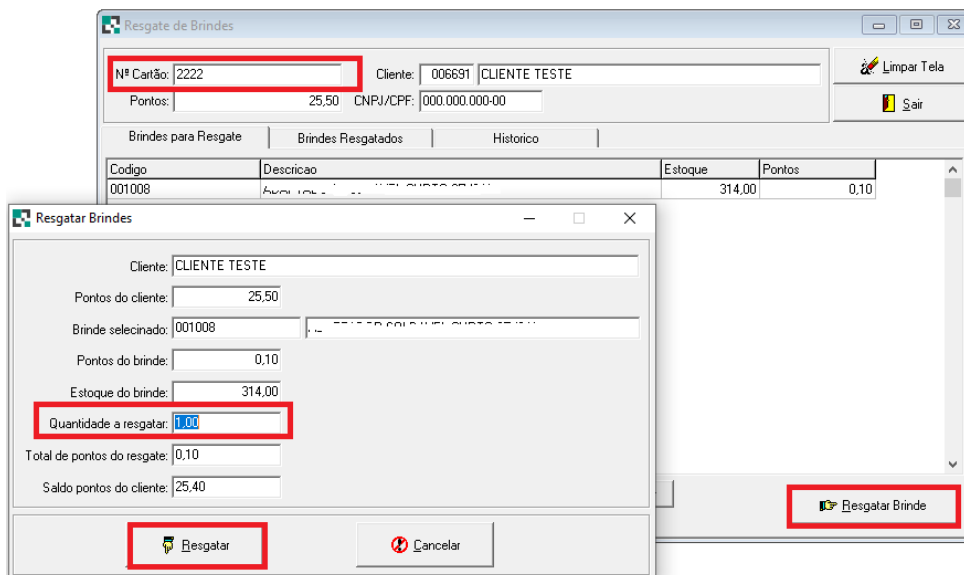 Resgate de Brindes
Nº Cartão: 2222 Cliente: 006691 CLIENTE TESTE
Limpar Tela
Pontos: 25,50 CNPJ/CPF: 000.000.000-00
Sair
Brindes para Resgate Brindes Resgatados Historico
Codigo Descricao Estoque Pontos
001008 314,00 0,10
Resgatar Brindes
Cliente: CLIENTE TESTE
Pontos do cliente: 25,50
Brinde selecinado: 001008
Pontos do brinde: 0,10
Estoque do brinde: 314,00
Quantidade a resgatar: 1,00
Total de pontos do resgate: 0,10
Saldo pontos do cliente: 25,40
Resgatar Brinde
Resgatar Cancelar